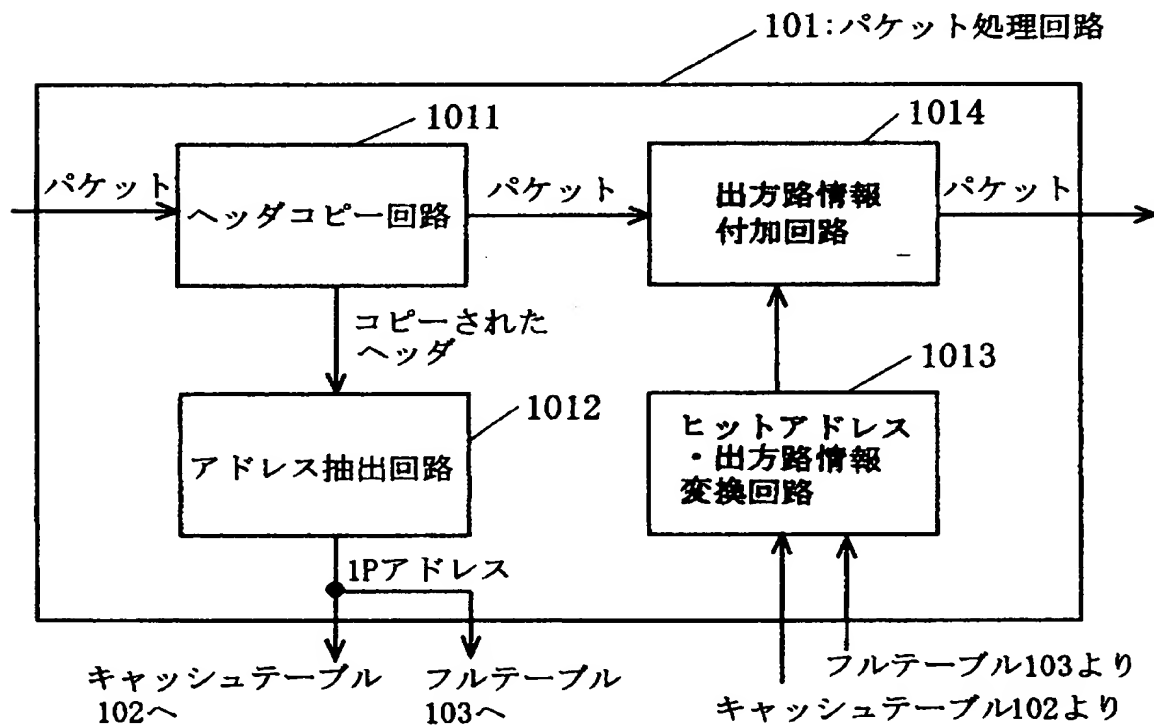 101:パケット処理回路
1011
1014
パケット
ヘッダコピー回路
パケット
出方路情報
付加回路
パケット
コピーされた
ヘッダ
1012
1013
アドレス抽出回路
ヒットアドレス
・出方路情報
変換回路
IPアドレス
キャッシュテーブル
102へ
フルテーブル
103へ
フルテーブル103より
キャッシュテーブル102より